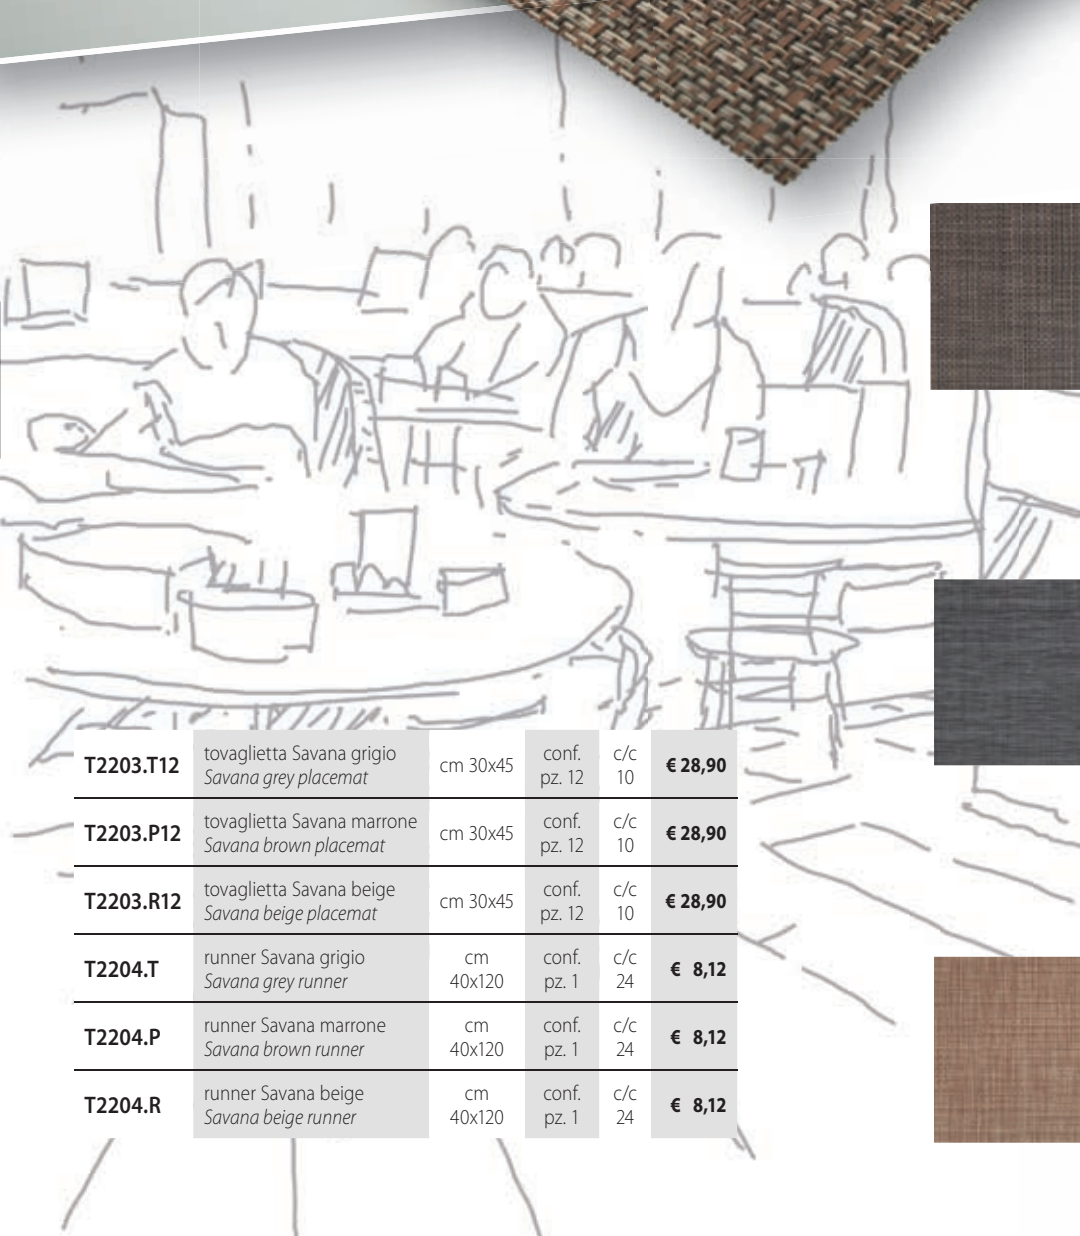 T2203.T12 tovaglietta Savana grigio cm 30x45 conf. c/c € 28,90
Savana grey placemat pz. 12 10
T2203.P12 tovaglietta Savana marrone cm 30x45 conf. c/c € 28,90
Savana brown placemat pz. 12 10
T2203.R12 tovaglietta Savana beige cm 30x45 conf. c/c € 28,90
Savana beige placemat pz. 12 10
T2204.T runner Savana grigio cm conf. c/c € 8,12
Savana grey runner 40x120 pz. 1 24
T2204.P runner Savana marrone cm conf. c/c € 8,12
Savana brown runner 40x120 pz. 1 24
T2204.R runner Savana beige cm conf. c/c € 8,12
Savana beige runner 40x120 pz. 1 24